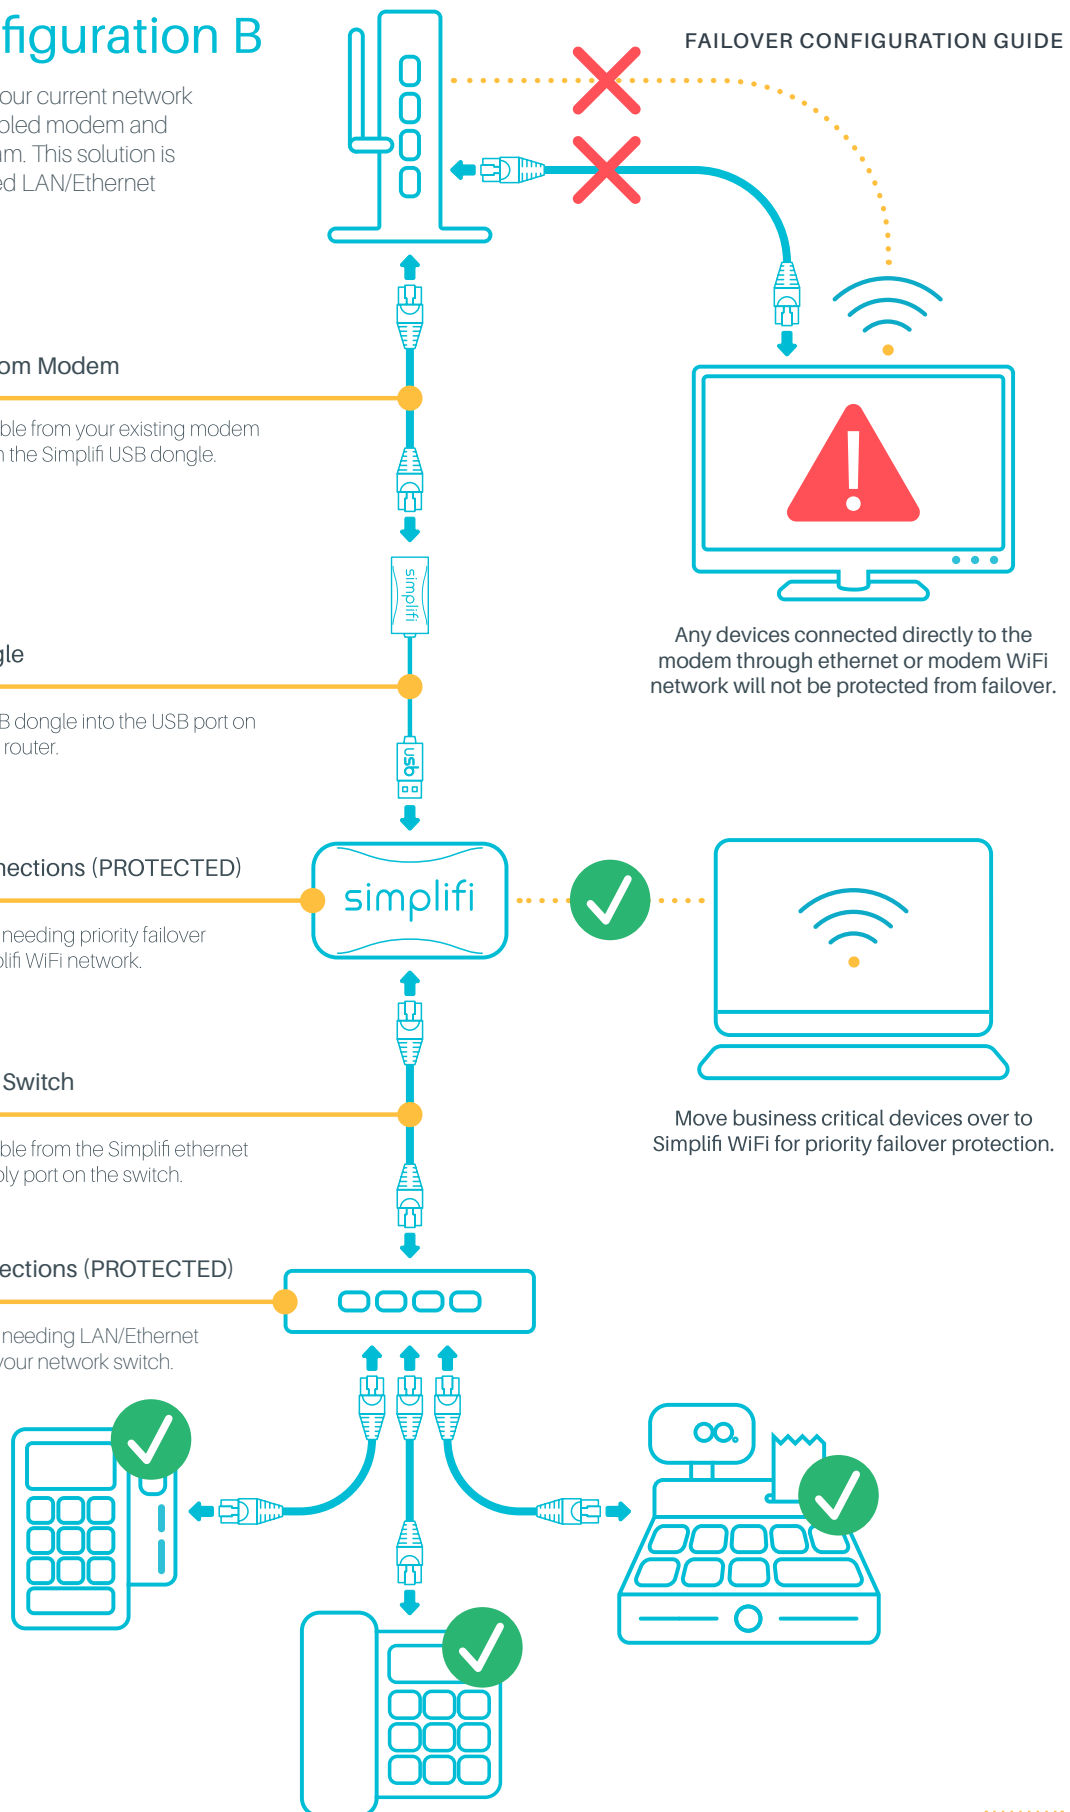 figuration B
FAILOVER CONFIGURATION GUIDE
our current network
bled modem and
am. This solution is
ed LAN/Ethernet
om Modem
ble from your existing modem
n the Simplifi USB dongle.
simplifi
Any devices connected directly to the
modem through ethernet or modem WiFi
network will not be protected from failover.
gle
B dongle into the USB port on
router.
usb
nections (PROTECTED)
simplifi
needing priority failover
plifi WiFi network.
Switch
ble from the Simplifi ethernet
bly port on the switch.
Move business critical devices over to
Simplifi WiFi for priority failover protection.
ections (PROTECTED)
needing LAN/Ethernet
your network switch.